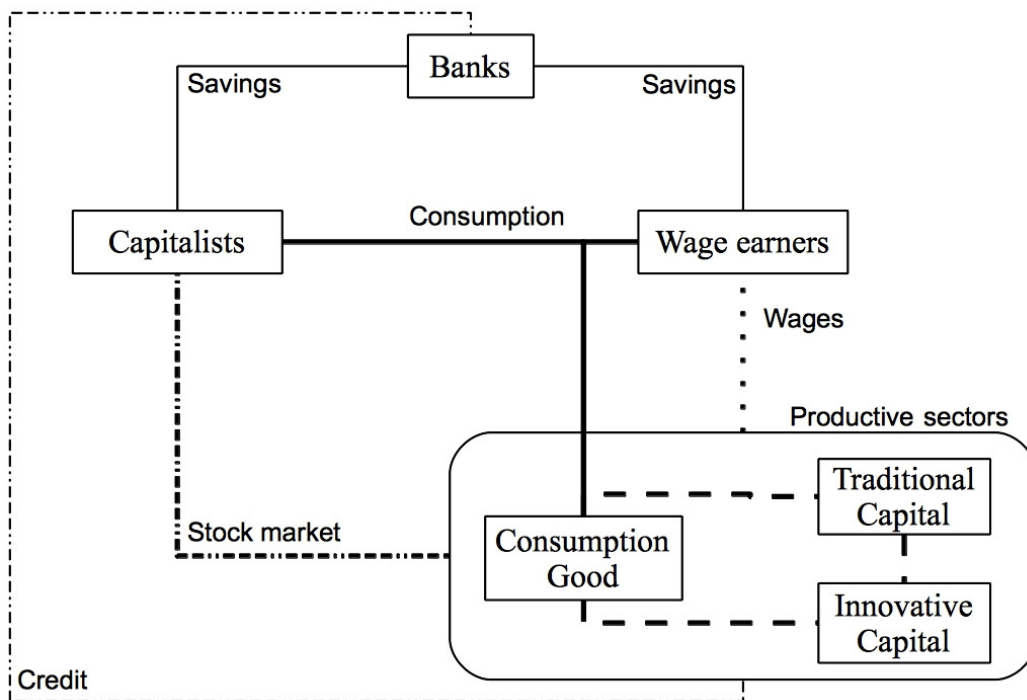 Banks
Savings
Savings
Consumption
Capitalists
Wage earners
Wages
Productive sectors
Traditional
Capital
Stock market
Consumption
Good
Innovative
Capital
Credit